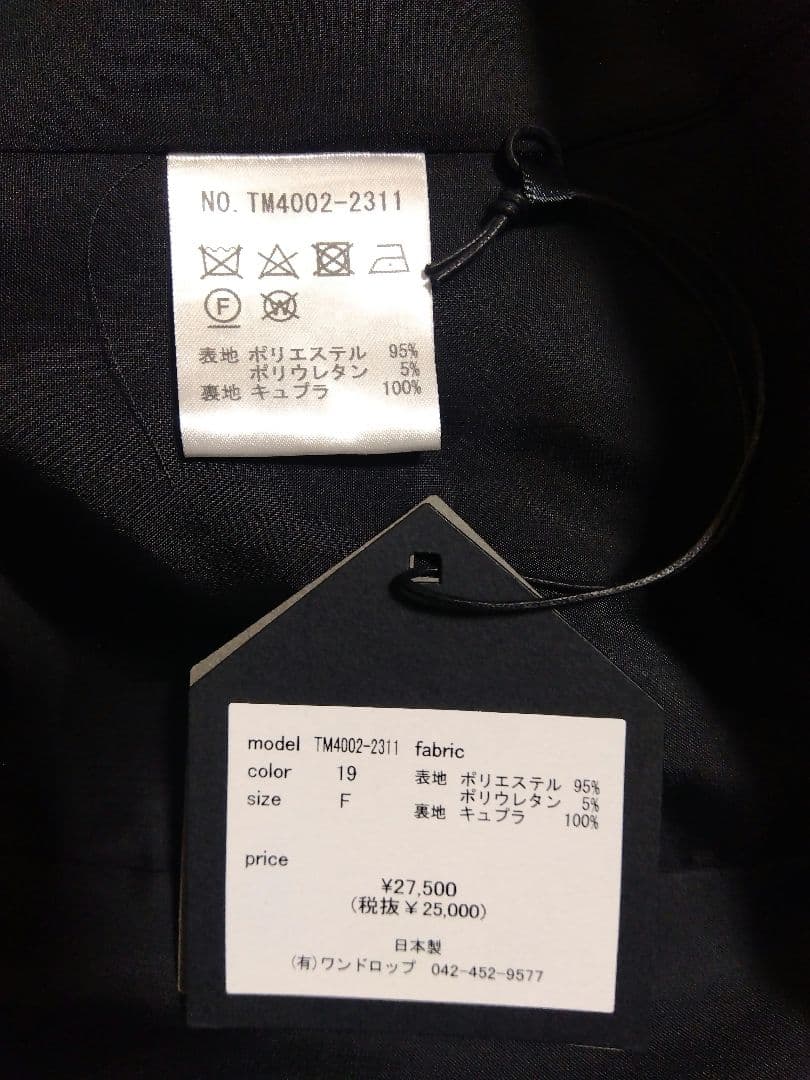 NO. TM4002-2311
F W
表地 ポリエステル 95%
ポリウレタン 5%
裏地 キュプラ 100%
model TM4002-2311 fabric
color 19 表地 ポリエステル 95%
ポリウレタン 5%
size F 裏地 キュプラ 100%
price
¥27,500
(税抜¥25,000)
日本製
(有)ワンドロップ 042-452-9577